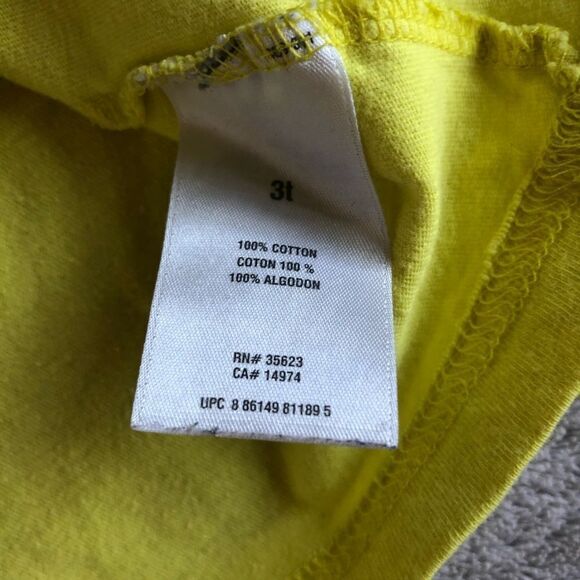 3t
100% COTTON
COTON 100 %
100% ALGODON
RN# 35623
CA# 14974
UPC 8 86149 81189 5